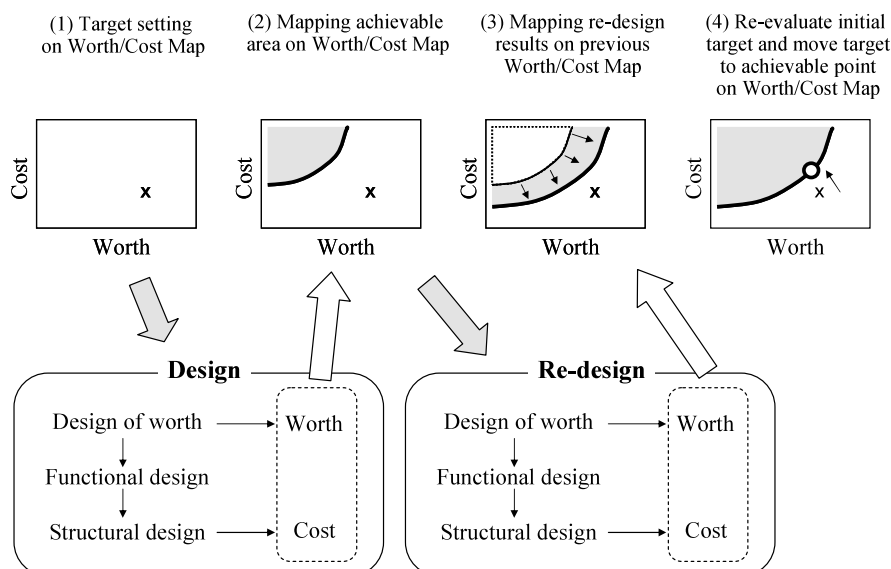 (1) Target setting
on Worth/Cost Map
(2) Mapping achievable
area on Worth/Cost Map
(3) Mapping re-design
results on previous
Worth/Cost Map
(4) Re-evaluate initial
target and move target
to achievable point
on Worth/Cost Map
Cost
x
Worth
Cost
x
Worth
Cost
x
Worth
Cost
x
Worth
Design
Design of worth
Worth
Functional design
Structural design
Cost
Re-design
Design of worth
Worth
Functional design
Structural design
Cost